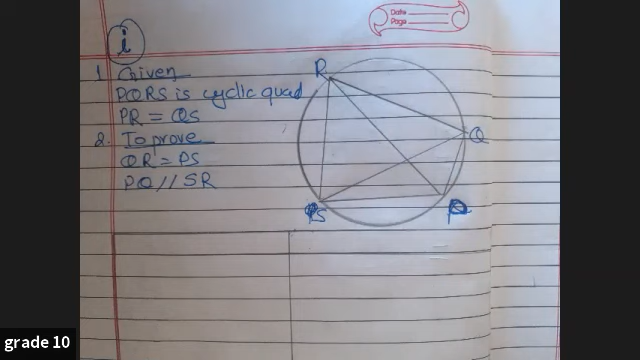 Date
Page
i
1. Given
PQRS is cyclic quad
PR = QS
2. To prove
QR = PS
PQ // SR
R
Q
S
P
grade 10